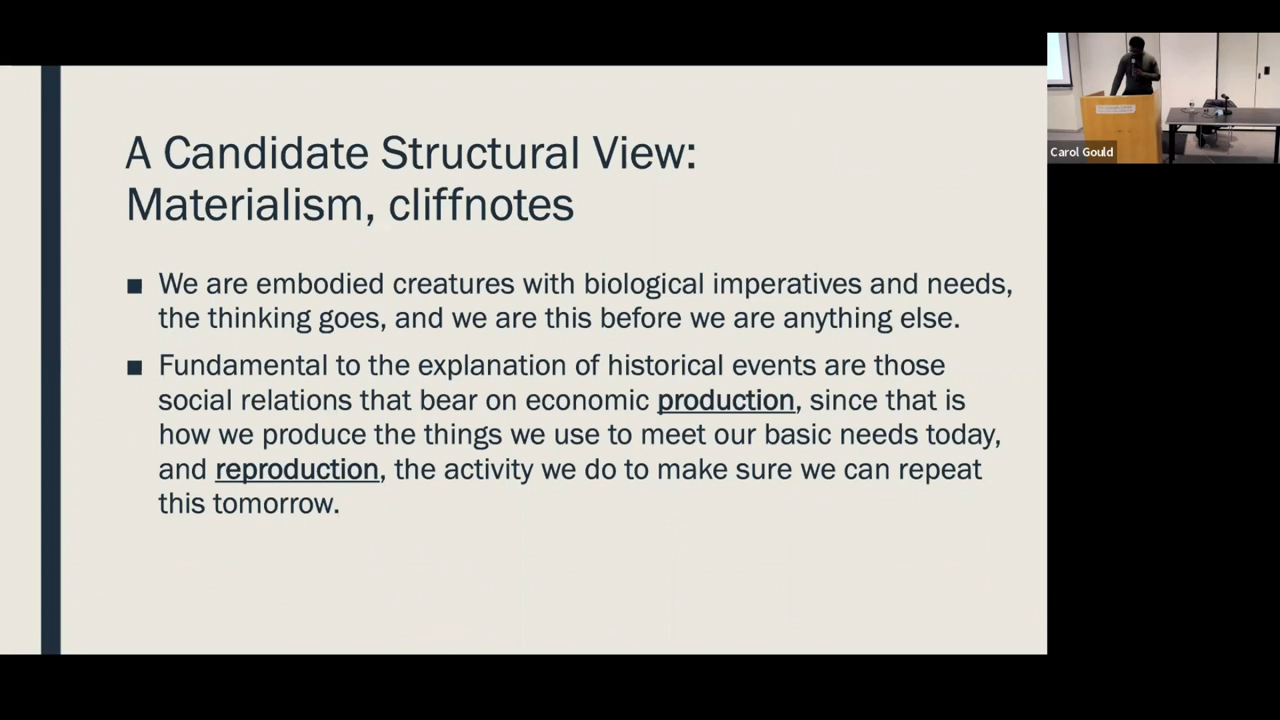 A Candidate Structural View:
Materialism, cliffnotes
■ We are embodied creatures with biological imperatives and needs,
the thinking goes, and we are this before we are anything else.
■ Fundamental to the explanation of historical events are those
social relations that bear on economic production, since that is
how we produce the things we use to meet our basic needs today,
and reproduction, the activity we do to make sure we can repeat
this tomorrow.
Carol Gould